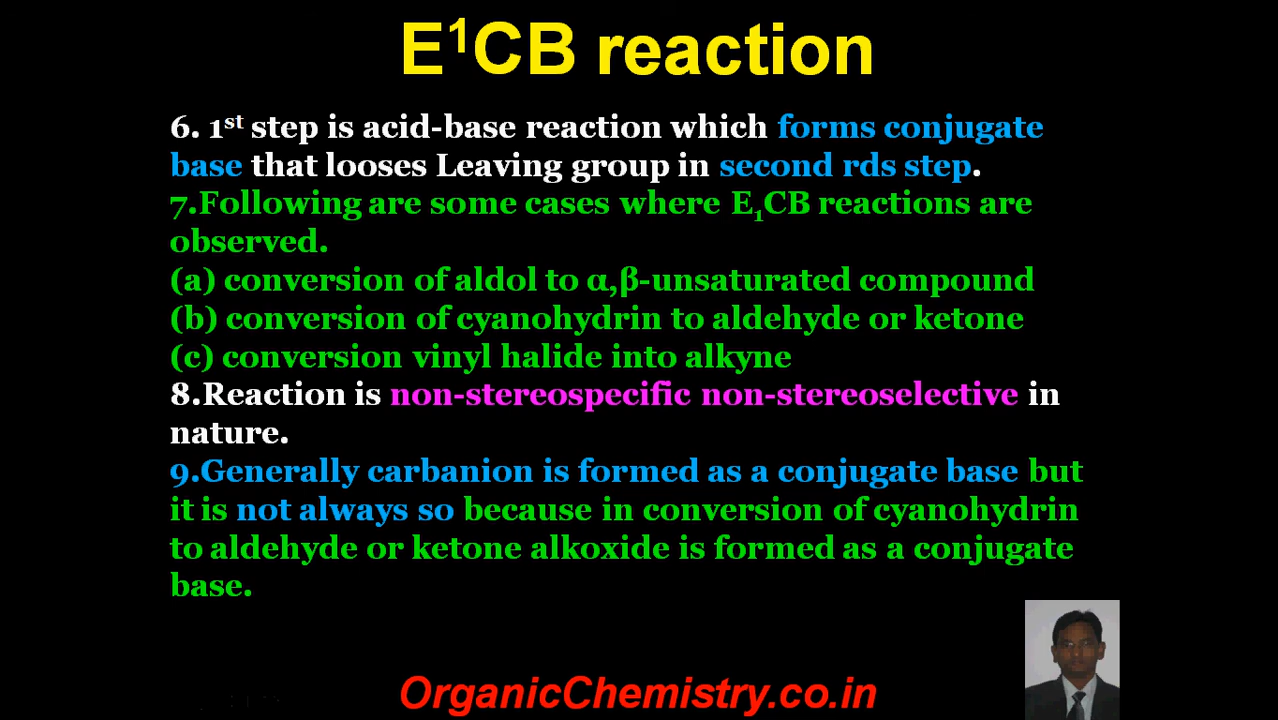 E¹CB reaction
6. 1ˢᵗ step is acid-base reaction which forms conjugate
base that looses Leaving group in second rds step.
7.Following are some cases where E₁CB reactions are
observed.
(a) conversion of aldol to α,β-unsaturated compound
(b) conversion of cyanohydrin to aldehyde or ketone
(c) conversion vinyl halide into alkyne
8.Reaction is non-stereospecific non-stereoselective in
nature.
9.Generally carbanion is formed as a conjugate base but
it is not always so because in conversion of cyanohydrin
to aldehyde or ketone alkoxide is formed as a conjugate
base.
OrganicChemistry.co.in